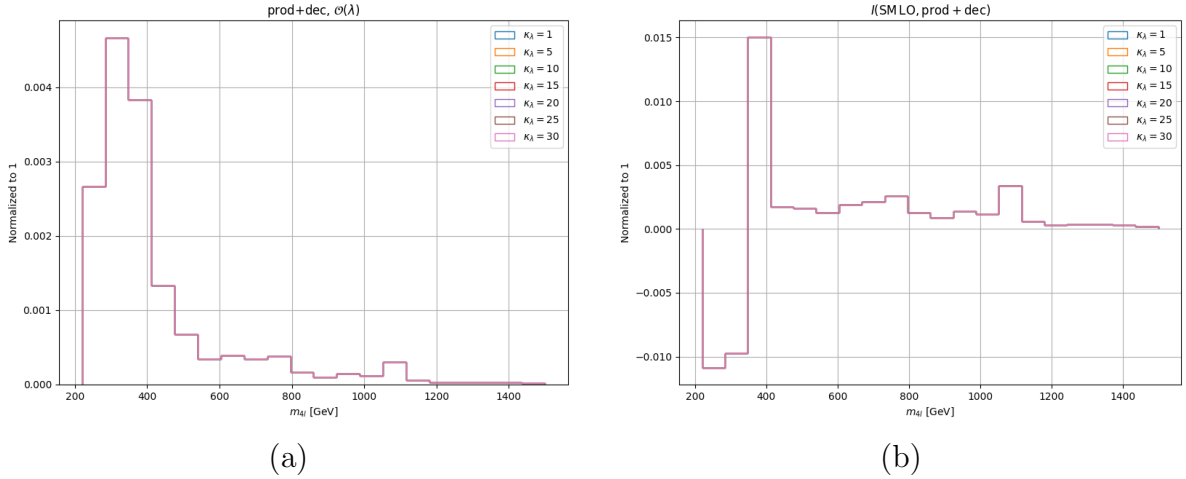 prod+dec, 𝒪(λ)
Normalized to 1
0.004
0.003
0.002
0.001
0.000
κλ = 1
κλ = 5
κλ = 10
κλ = 15
κλ = 20
κλ = 25
κλ = 30
200 400 600 800 1000 1200 1400
m4l [GeV]
(a)
I(SM LO, prod + dec)
Normalized to 1
0.015
0.010
0.005
0.000
−0.005
−0.010
κλ = 1
κλ = 5
κλ = 10
κλ = 15
κλ = 20
κλ = 25
κλ = 30
200 400 600 800 1000 1200 1400
m4l [GeV]
(b)